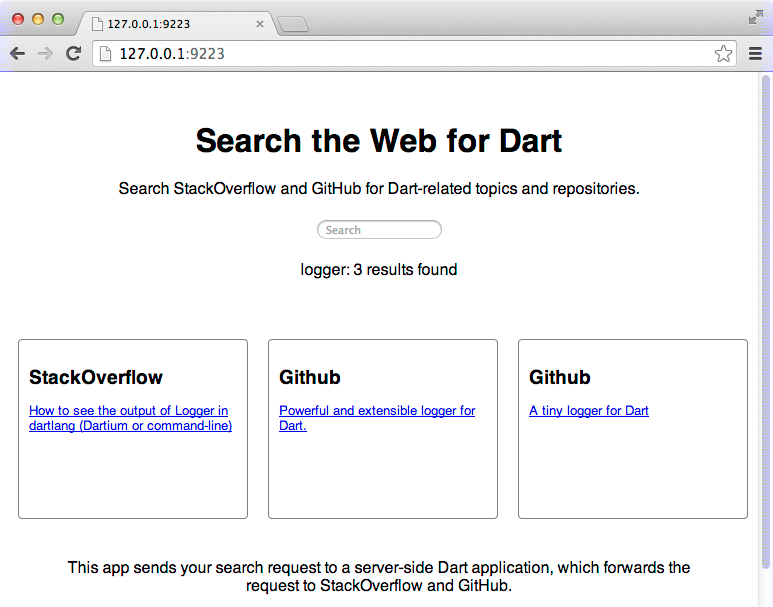 127.0.0.1:9223
127.0.0.1:9223
Search the Web for Dart
Search StackOverflow and GitHub for Dart-related topics and repositories.
Search
logger: 3 results found
StackOverflow
How to see the output of Logger in
dartlang (Dartium or command-line)
Github
Powerful and extensible logger for
Dart.
Github
A tiny logger for Dart
This app sends your search request to a server-side Dart application, which forwards the
request to StackOverflow and GitHub.